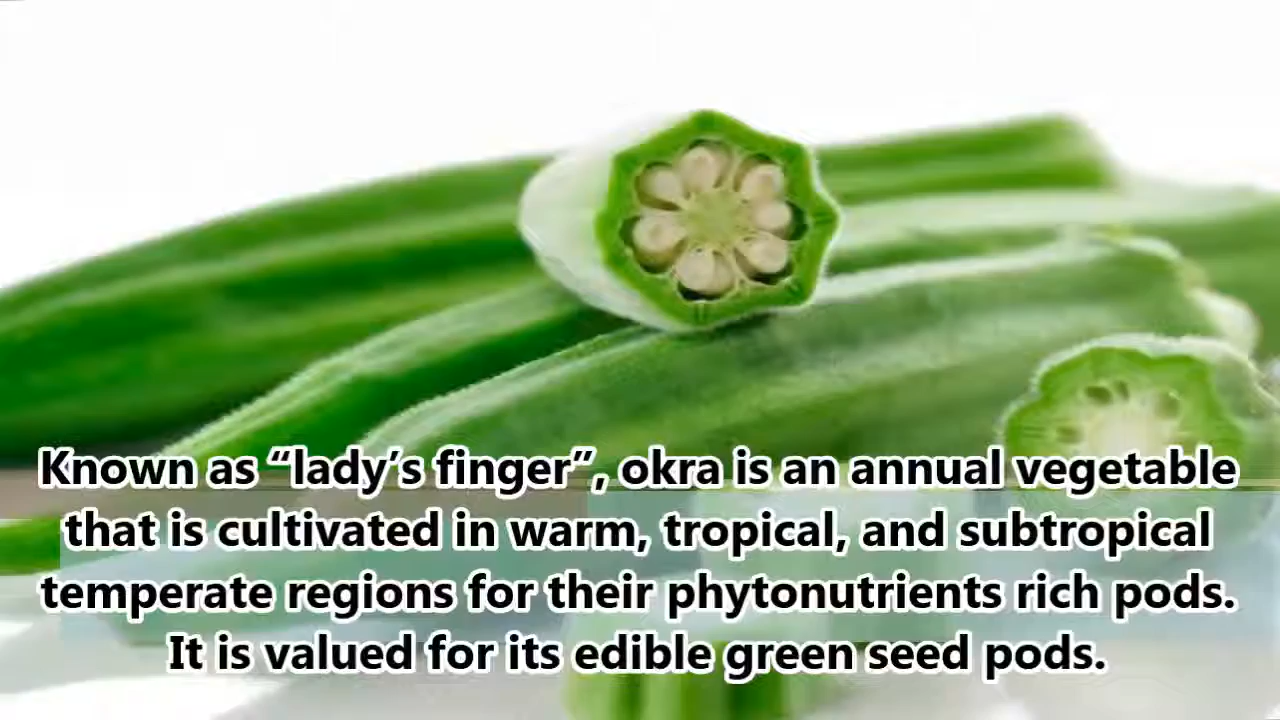 Known as “lady’s finger”, okra is an annual vegetable
that is cultivated in warm, tropical, and subtropical
temperate regions for their phytonutrients rich pods.
It is valued for its edible green seed pods.